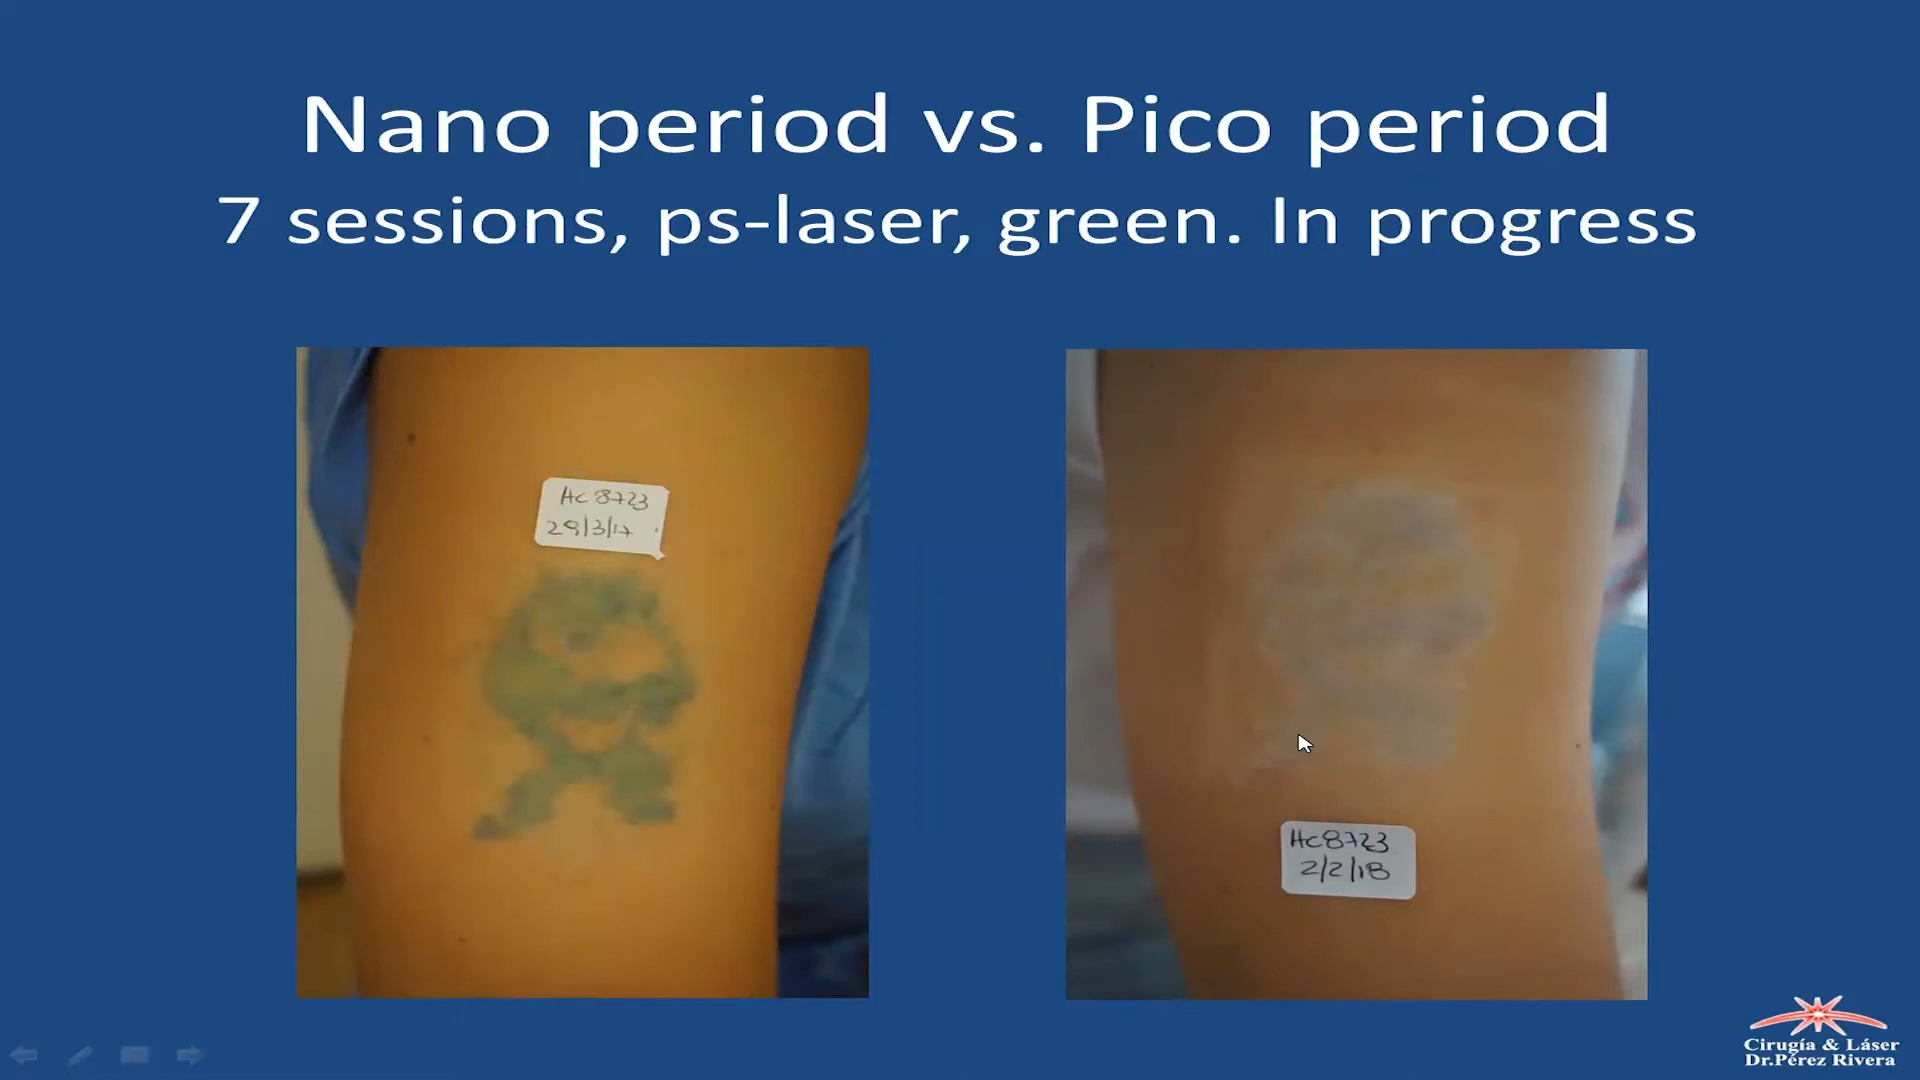 Nano period vs. Pico period
7 sessions, ps-laser, green. In progress
Hc 8723
29/3/17
Hc8723
2/2/18
Cirugía & Láser
Dr.Pérez Rivera